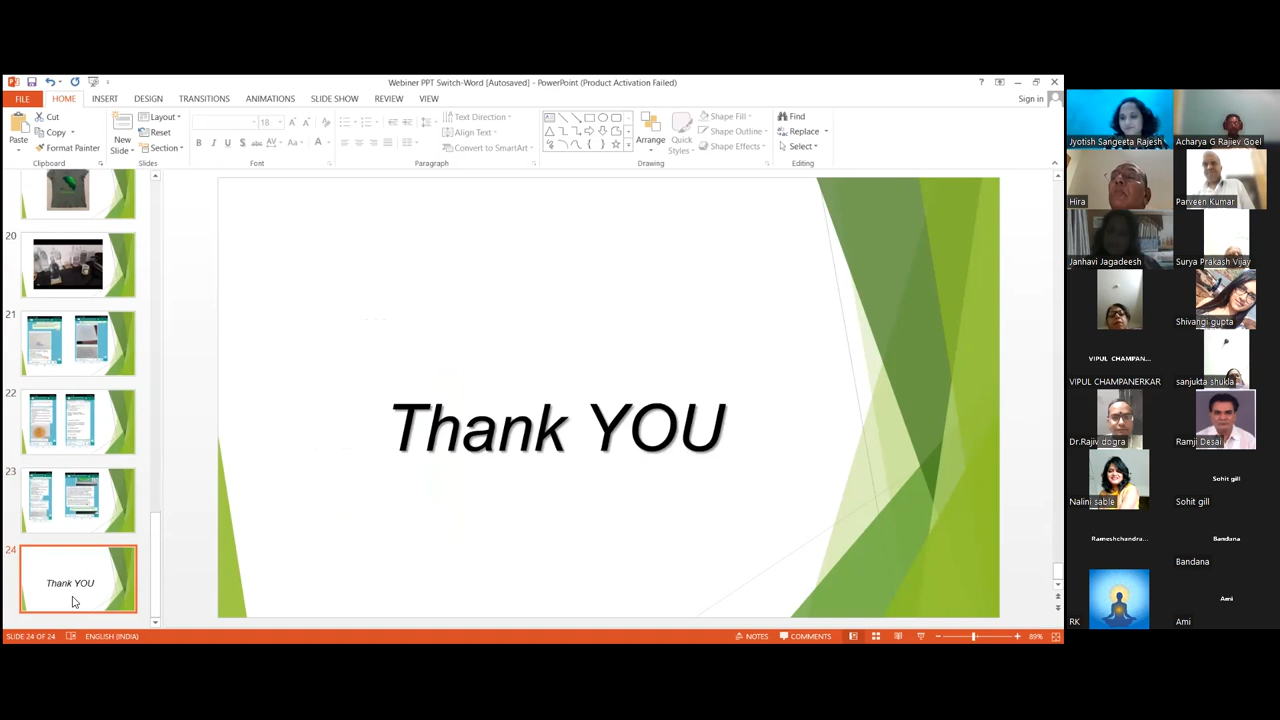 Webiner PPT Switch-Word [Autosaved] - PowerPoint (Product Activation Failed)
FILE HOME INSERT DESIGN TRANSITIONS ANIMATIONS SLIDE SHOW REVIEW VIEW
Sign in
Paste
Cut
Copy
Format Painter
Clipboard
New Slide
Layout
Reset
Section
Slides
18
Font
Text Direction
Align Text
Convert to SmartArt
Paragraph
Arrange
Quick Styles
Shape Fill
Shape Outline
Shape Effects
Drawing
Find
Replace
Select
Editing
20
21
22
23
24
Thank YOU
Thank YOU
SLIDE 24 OF 24 ENGLISH (INDIA)
NOTES COMMENTS 89%
Jyotish Sangeeta Rajesh
Acharya G Rajiev Goel
Hira
Parveen Kumar
Janhavi Jagadeesh
Surya Prakash Vijay
Shivangi gupta
VIPUL CHAMPAN...
VIPUL CHAMPANERKAR
sanjukta shukla
Dr.Rajiv dogra
Ramji Desai
Nalini sable
Sohit gill
Sohit gill
Rameshchandra...
Bandana
Bandana
RK
Ami
Ami